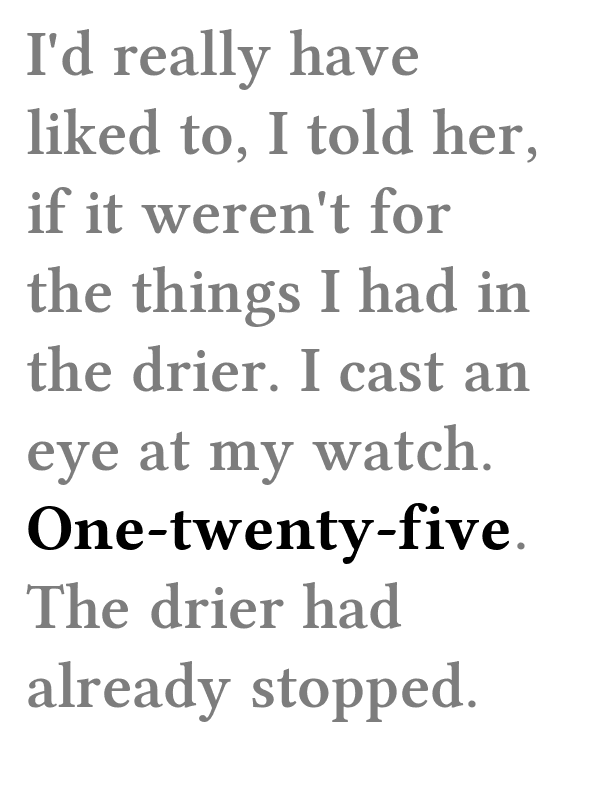 I'd really have
liked to, I told her,
if it weren't for
the things I had in
the drier. I cast an
eye at my watch.
One-twenty-five.
The drier had
already stopped.